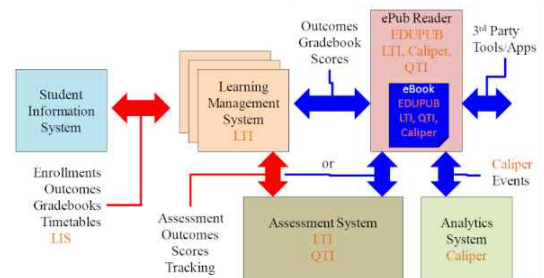 Outcomes
Gradebook
Scores
ePub Reader
EDUPUB
LTI, Caliper,
QTI
3rd Party
Tools/Apps
Student
Information
System
Learning
Management
System
LTI
eBook
EDUPUB
LTI, QTI,
Caliper
Enrollments
Outcomes
Gradebooks
Timetables
LIS
Assessment
Outcomes
Scores
Tracking
or
Assessment System
LTI
QTI
Caliper
Events
Analytics
System
Caliper